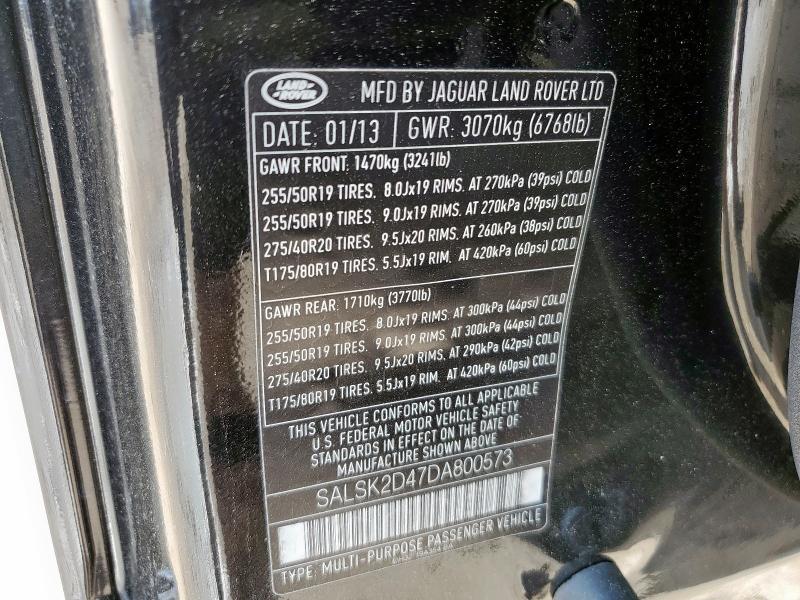 LAND ROVER
MFD BY JAGUAR LAND ROVER LTD
DATE: 01/13 GWR: 3070kg (6768lb)
GAWR FRONT: 1470kg (3241lb)
255/50R19 TIRES. 8.0Jx19 RIMS. AT 270kPa (39psi) COLD
255/50R19 TIRES. 9.0Jx19 RIMS. AT 270kPa (39psi) COLD
275/40R20 TIRES. 9.5Jx20 RIMS. AT 260kPa (38psi) COLD
T175/80R19 TIRES. 5.5Jx19 RIM. AT 420kPa (60psi) COLD
GAWR REAR: 1710kg (3770lb)
255/50R19 TIRES. 8.0Jx19 RIMS. AT 300kPa (44psi) COLD
255/50R19 TIRES. 9.0Jx19 RIMS. AT 300kPa (44psi) COLD
275/40R20 TIRES. 9.5Jx20 RIMS. AT 290kPa (42psi) COLD
T175/80R19 TIRES. 5.5Jx19 RIM. AT 420kPa (60psi) COLD
THIS VEHICLE CONFORMS TO ALL APPLICABLE
U.S. FEDERAL MOTOR VEHICLE SAFETY
STANDARDS IN EFFECT ON THE DATE OF
MANUFACTURE SHOWN ABOVE
SALSK2D47DA800573
TYPE: MULTI-PURPOSE PASSENGER VEHICLE